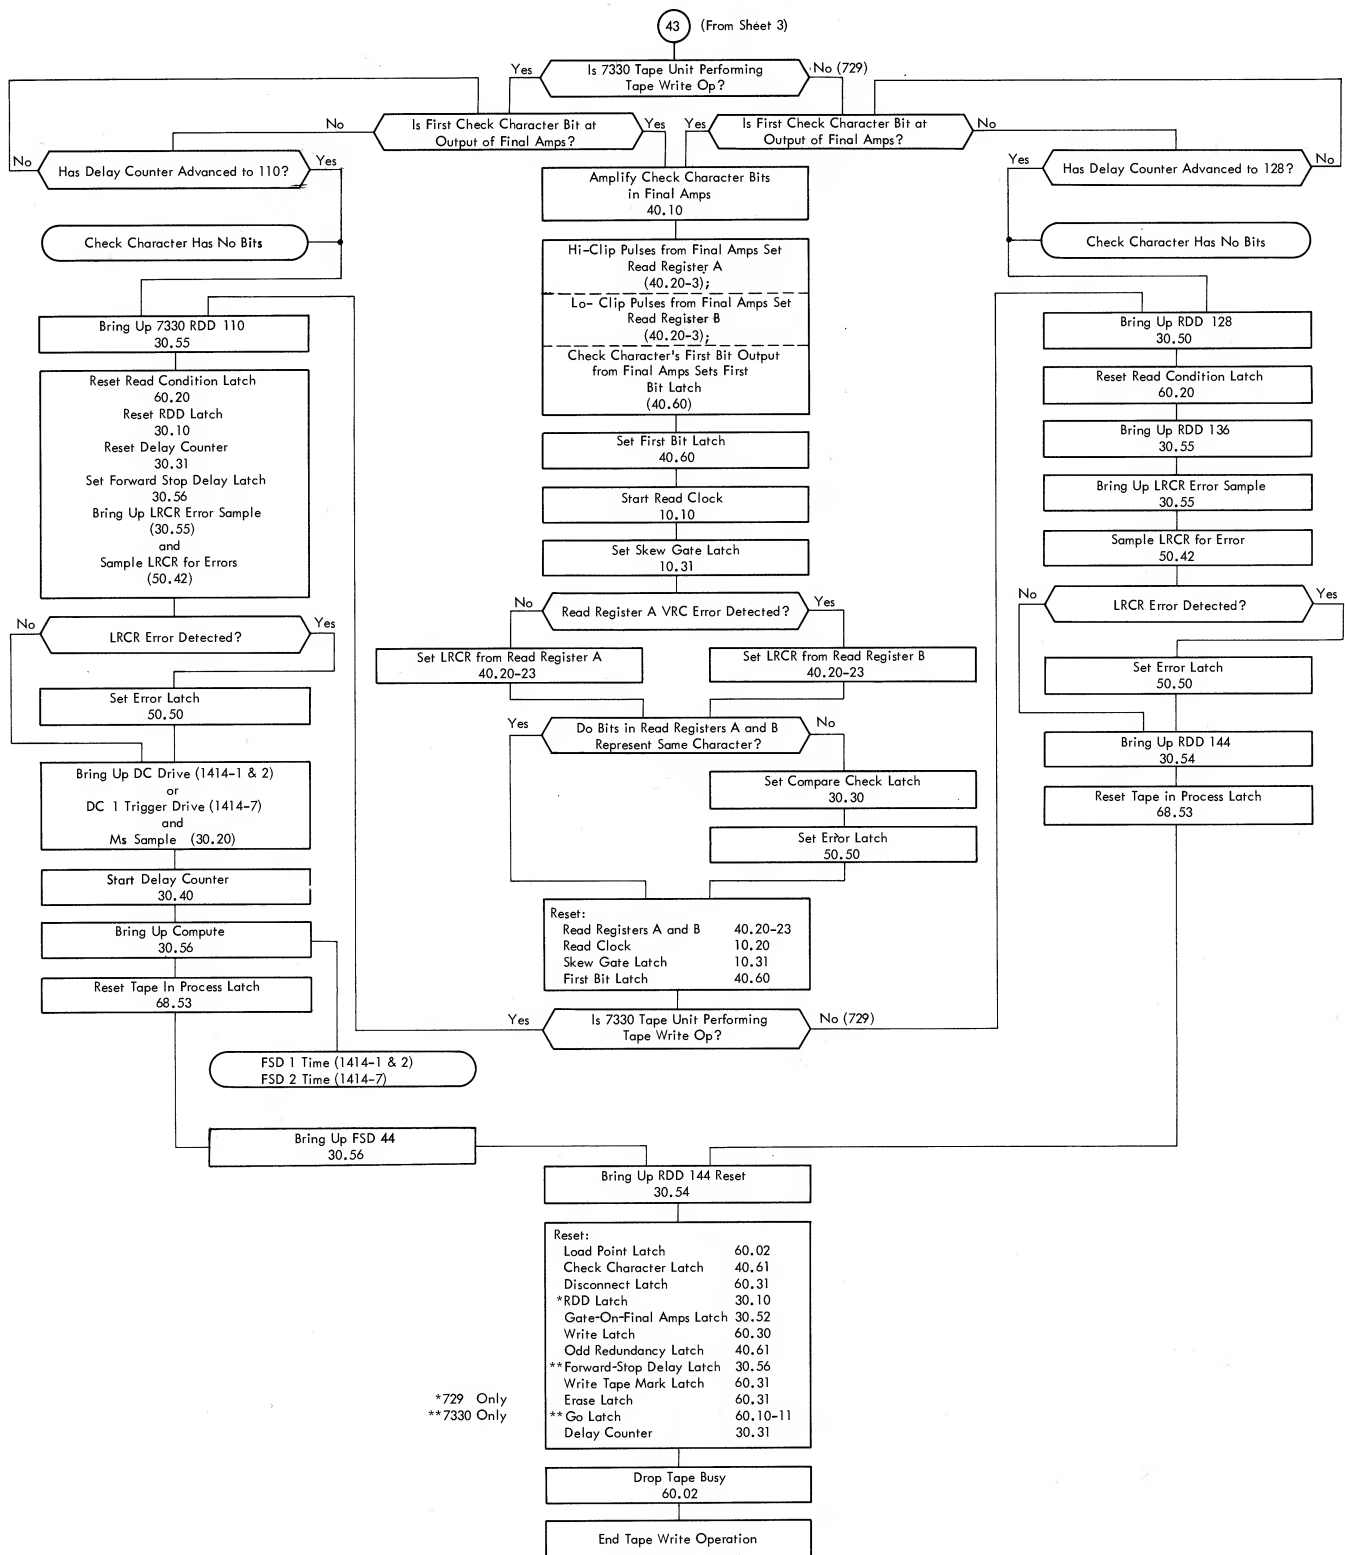 43 (From Sheet 3)
Is 7330 Tape Unit Performing
Tape Write Op?
Yes
No (729)
Is First Check Character Bit at
Output of Final Amps?
No
Yes
Is First Check Character Bit at
Output of Final Amps?
Yes
No
Has Delay Counter Advanced to 110?
No
Yes
Has Delay Counter Advanced to 128?
Yes
No
Check Character Has No Bits
Check Character Has No Bits
Amplify Check Character Bits
in Final Amps
40.10
Hi-Clip Pulses from Final Amps Set
Read Register A
(40.20-3);
Lo- Clip Pulses from Final Amps Set
Read Register B
(40.20-3);
Check Character's First Bit Output
from Final Amps Sets First
Bit Latch
(40.60)
Set First Bit Latch
40.60
Start Read Clock
10.10
Set Skew Gate Latch
10.31
No
Read Register A VRC Error Detected?
Yes
Set LRCR from Read Register A
40.20-23
Set LRCR from Read Register B
40.20-23
Yes
Do Bits in Read Registers A and B
Represent Same Character?
No
Set Compare Check Latch
30.30
Set Error Latch
50.50
Reset:
Read Registers A and B 40.20-23
Read Clock 10.20
Skew Gate Latch 10.31
First Bit Latch 40.60
Yes
Is 7330 Tape Unit Performing
Tape Write Op?
No (729)
Bring Up 7330 RDD 110
30.55
Reset Read Condition Latch
60.20
Reset RDD Latch
30.10
Reset Delay Counter
30.31
Set Forward Stop Delay Latch
30.56
Bring Up LRCR Error Sample
(30.55)
and
Sample LRCR for Errors
(50.42)
No
LRCR Error Detected?
Yes
Set Error Latch
50.50
Bring Up DC Drive (1414-1 & 2)
or
DC 1 Trigger Drive (1414-7)
and
Ms Sample (30.20)
Start Delay Counter
30.40
Bring Up Compute
30.56
Reset Tape In Process Latch
68.53
FSD 1 Time (1414-1 & 2)
FSD 2 Time (1414-7)
Bring Up FSD 44
30.56
Bring Up RDD 128
30.50
Reset Read Condition Latch
60.20
Bring Up RDD 136
30.55
Bring Up LRCR Error Sample
30.55
Sample LRCR for Error
50.42
No
LRCR Error Detected?
Yes
Set Error Latch
50.50
Bring Up RDD 144
30.54
Reset Tape in Process Latch
68.53
Bring Up RDD 144 Reset
30.54
Reset:
Load Point Latch 60.02
Check Character Latch 40.61
Disconnect Latch 60.31
*RDD Latch 30.10
Gate-On-Final Amps Latch 30.52
Write Latch 60.30
Odd Redundancy Latch 40.61
**Forward-Stop Delay Latch 30.56
Write Tape Mark Latch 60.31
Erase Latch 60.31
**Go Latch 60.10-11
Delay Counter 30.31
*729 Only
**7330 Only
Drop Tape Busy
60.02
End Tape Write Operation